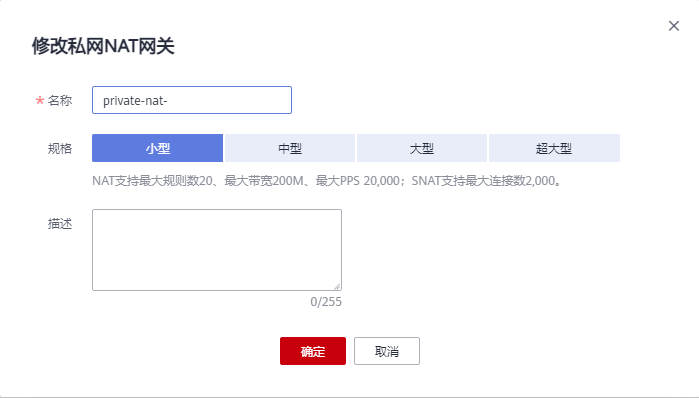 修改私网NAT网关
* 名称 private-nat-
规格 小型 中型 大型 超大型
NAT支持最大规则数20、最大带宽200M、最大PPS 20,000；SNAT支持最大连接数2,000。
描述
0/255
确定 取消